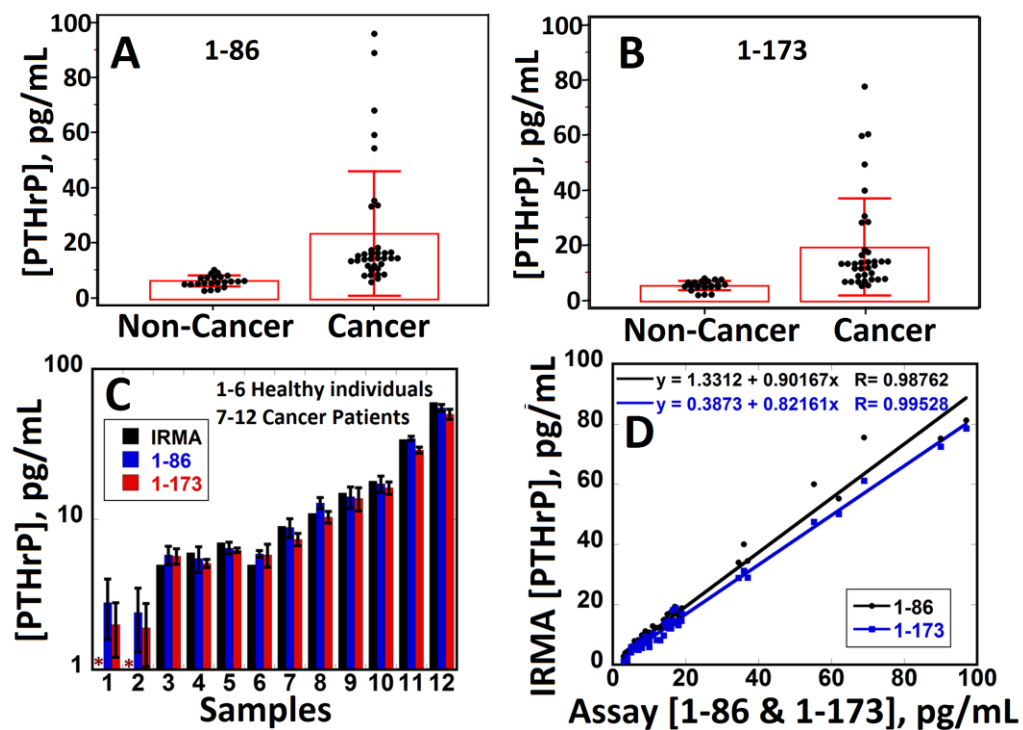 A
1-86
[PTHrP], pg/mL
100
80
60
40
20
0
Non-Cancer
Cancer
B
1-173
[PTHrP], pg/mL
100
80
60
40
20
0
Non-Cancer
Cancer
C
1-6 Healthy individuals
7-12 Cancer Patients
IRMA
1-86
1-173
[PTHrP], pg/mL
100
10
1
* *
1 2 3 4 5 6 7 8 9 10 11 12
Samples
y = 1.3312 + 0.90167x R= 0.98762
y = 0.3873 + 0.82161x R= 0.99528
D
IRMA [PTHrP], pg/mL
100
80
60
40
20
0
1-86
1-173
0 20 40 60 80 100
Assay [1-86 & 1-173], pg/mL